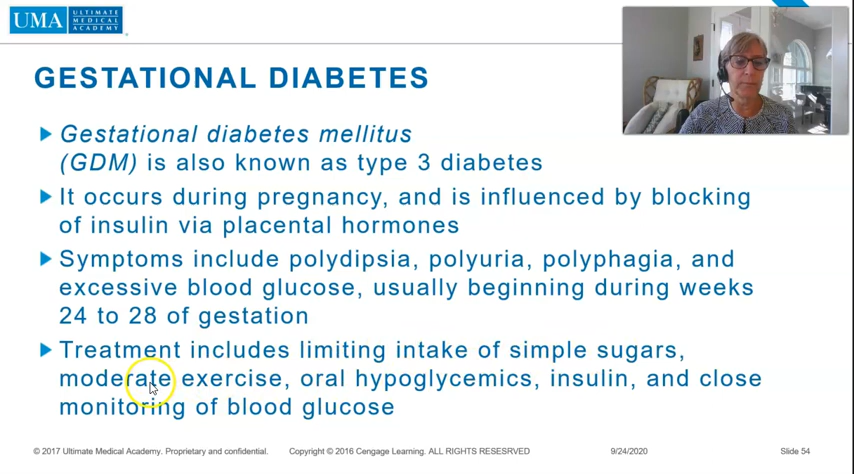 UMA ULTIMATE
MEDICAL
ACADEMY
GESTATIONAL DIABETES
Gestational diabetes mellitus
(GDM) is also known as type 3 diabetes
It occurs during pregnancy, and is influenced by blocking
of insulin via placental hormones
Symptoms include polydipsia, polyuria, polyphagia, and
excessive blood glucose, usually beginning during weeks
24 to 28 of gestation
Treatment includes limiting intake of simple sugars,
moderate exercise, oral hypoglycemics, insulin, and close
monitoring of blood glucose
© 2017 Ultimate Medical Academy. Proprietary and confidential. Copyright © 2016 Cengage Learning. ALL RIGHTS RESESRVED 9/24/2020 Slide 54